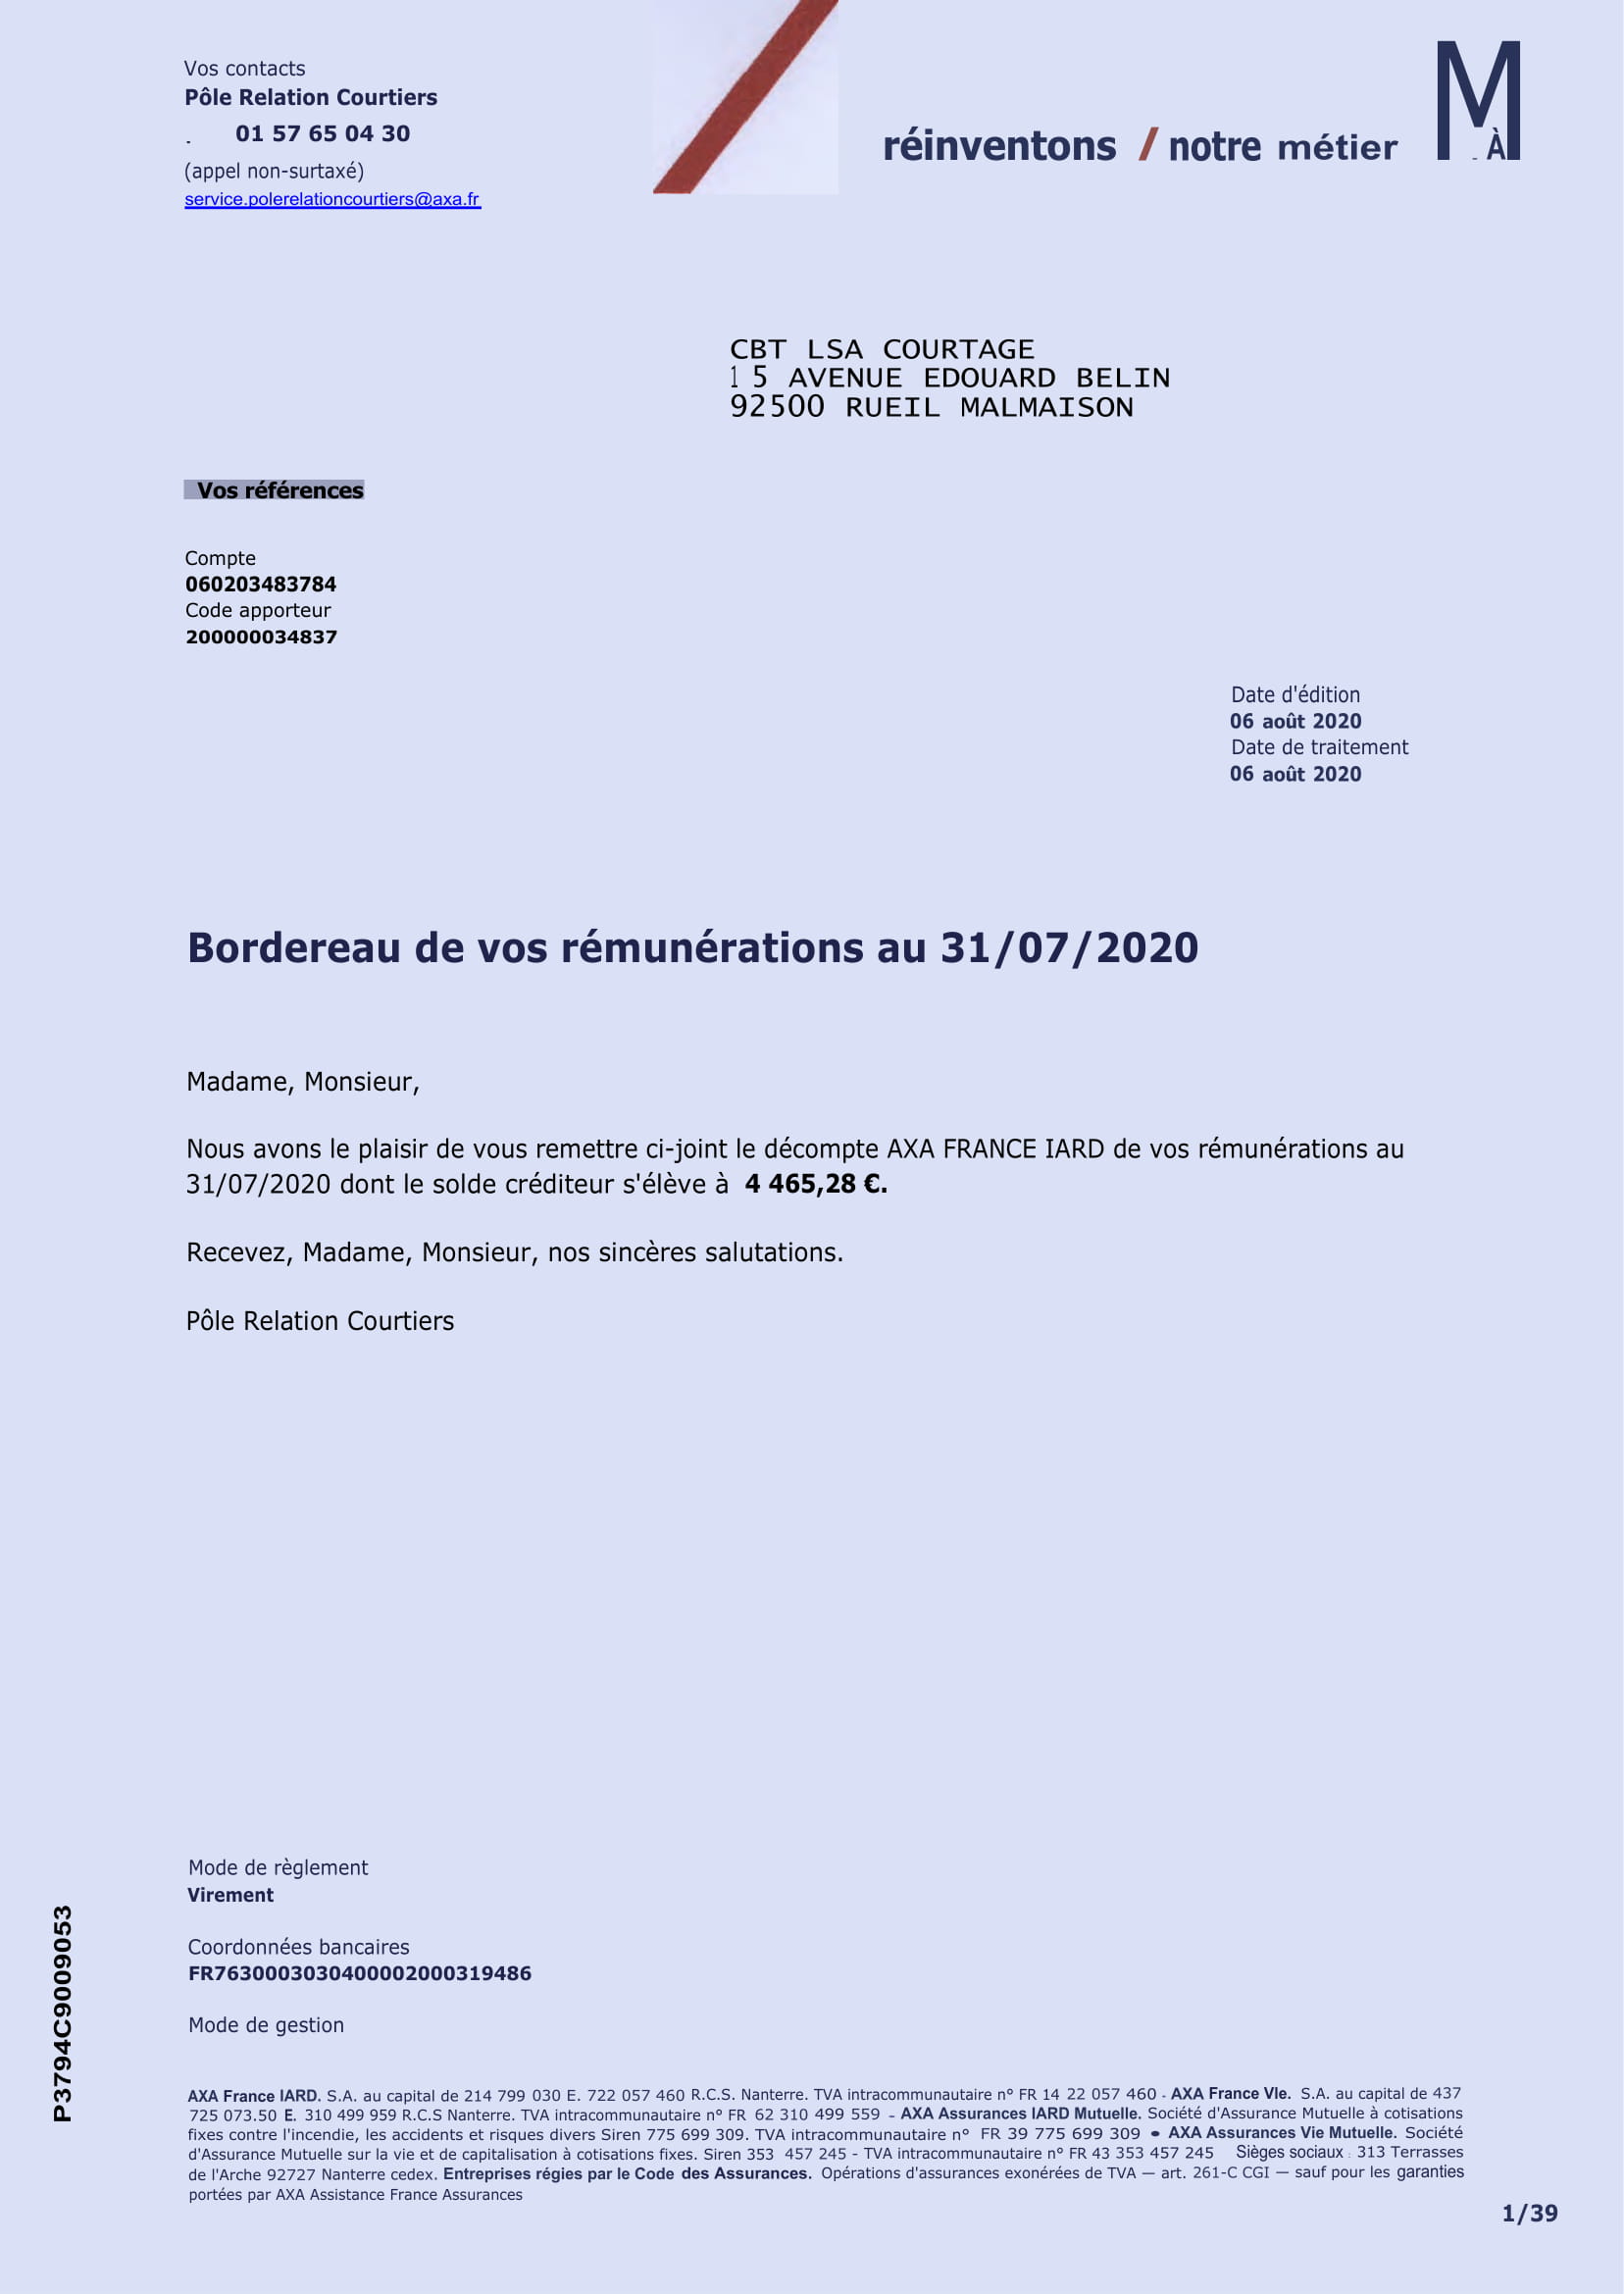 Vos contacts
Pôle Relation Courtiers
. 01 57 65 04 30
(appel non-surtaxé)
service.polerelationcourtiers@axa.fr
réinventons / notre métier
M
À
CBT LSA COURTAGE
15 AVENUE EDOUARD BELIN
92500 RUEIL MALMAISON
Vos références
Compte
060203483784
Code apporteur
200000034837
Date d'édition
06 août 2020
Date de traitement
06 août 2020
Bordereau de vos rémunérations au 31/07/2020
Madame, Monsieur,
Nous avons le plaisir de vous remettre ci-joint le décompte AXA FRANCE IARD de vos rémunérations au
31/07/2020 dont le solde créditeur s'élève à 4 465,28 €.
Recevez, Madame, Monsieur, nos sincères salutations.
Pôle Relation Courtiers
Mode de règlement
Virement
Coordonnées bancaires
FR7630003030400002000319486
Mode de gestion
P3794C9009053
AXA France IARD. S.A. au capital de 214 799 030 E. 722 057 460 R.C.S. Nanterre. TVA intracommunautaire n° FR 14 22 057 460 - AXA France VIe. S.A. au capital de 437
725 073.50 E. 310 499 959 R.C.S Nanterre. TVA intracommunautaire n° FR 62 310 499 559 – AXA Assurances IARD Mutuelle. Société d'Assurance Mutuelle à cotisations
fixes contre l'incendie, les accidents et risques divers Siren 775 699 309. TVA intracommunautaire n° FR 39 775 699 309 • AXA Assurances Vie Mutuelle. Société
d'Assurance Mutuelle sur la vie et de capitalisation à cotisations fixes. Siren 353 457 245 - TVA intracommunautaire n° FR 43 353 457 245 Sièges sociaux : 313 Terrasses
de l'Arche 92727 Nanterre cedex. Entreprises régies par le Code des Assurances. Opérations d'assurances exonérées de TVA — art. 261-C CGI — sauf pour les garanties
portées par AXA Assistance France Assurances
1/39